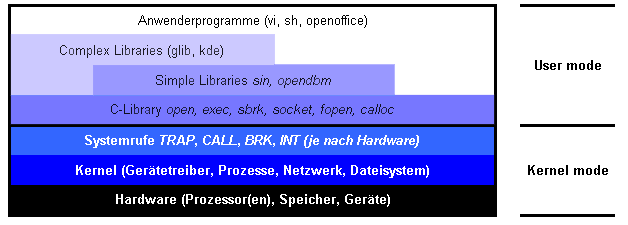 Anwenderprogramme (vi, sh, openoffice)
Complex Libraries (glib, kde)
Simple Libraries sin, opendbm
C-Library open, exec, sbrk, socket, fopen, calloc
Systemrufe TRAP, CALL, BRK, INT (je nach Hardware)
Kernel (Gerätetreiber, Prozesse, Netzwerk, Dateisystem)
Hardware (Prozessor(en), Speicher, Geräte)
User mode
Kernel mode